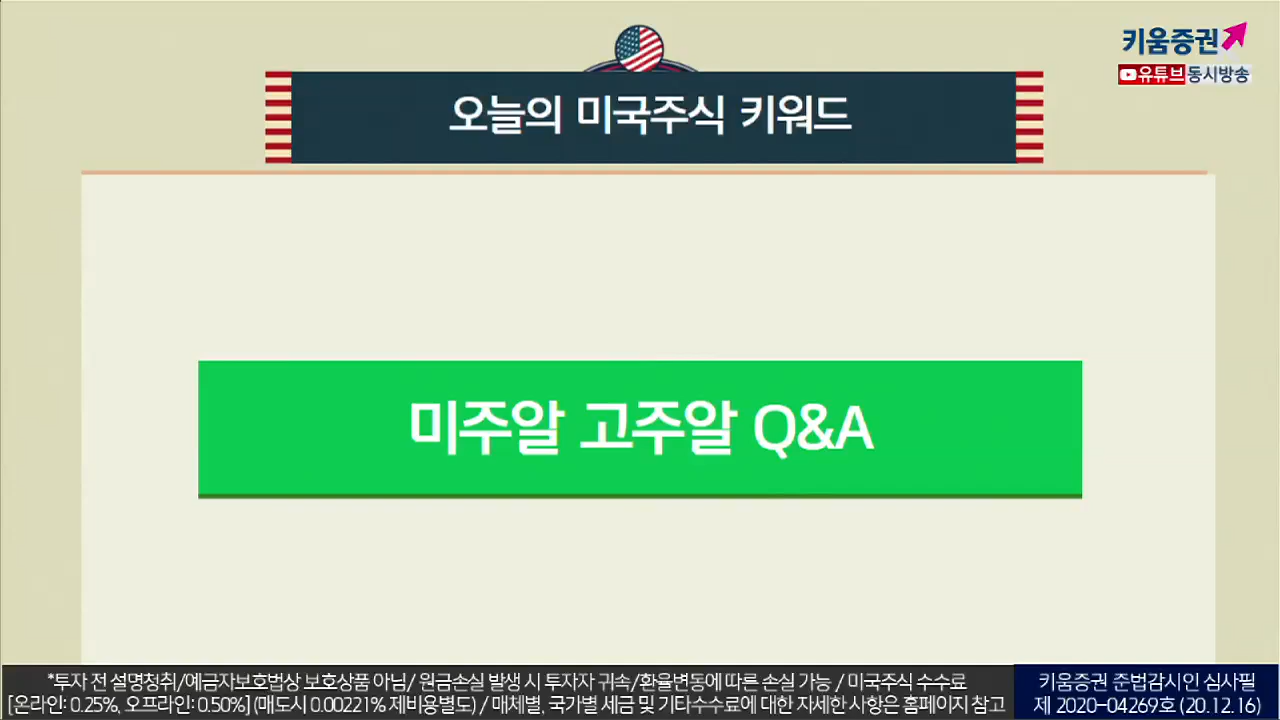 키움증권
유튜브 동시방송
오늘의 미국주식 키워드
미주알 고주알 Q&A
*투자 전 설명청취/예금자보호법상 보호상품 아님/ 원금손실 발생 시 투자자 귀속/환율변동에 따른 손실 가능 / 미국주식 수수료
[온라인: 0.25%, 오프라인: 0.50%] (매도시 0.00221% 제비용별도) / 매체별, 국가별 세금 및 기타수수료에 대한 자세한 사항은 홈페이지 참고
키움증권 준법감시인 심사필
제 2020-04269호 (20.12.16)